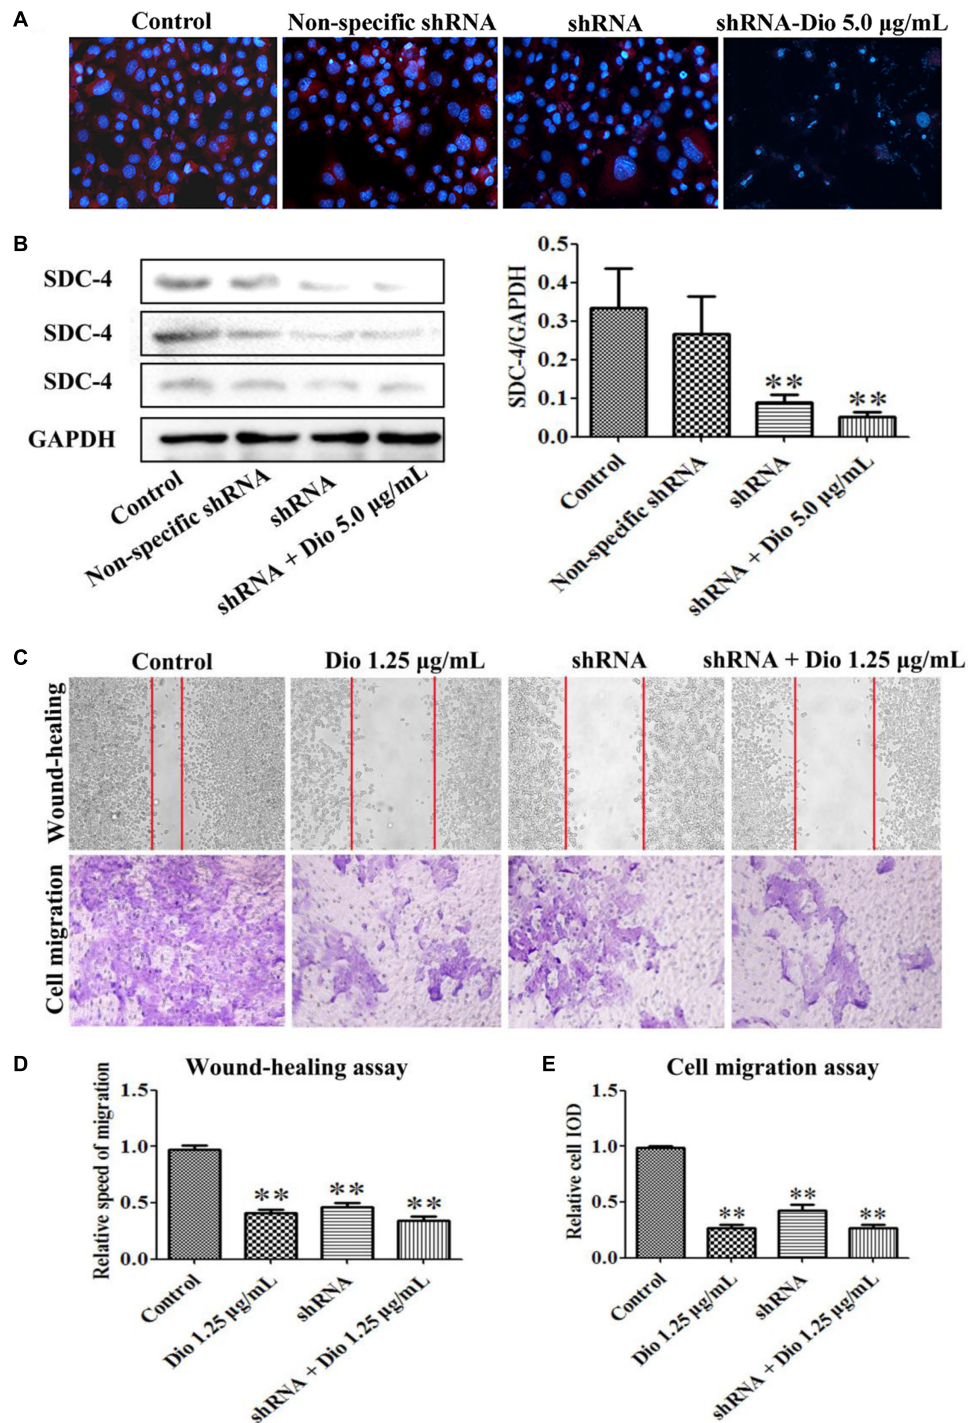 A
Control
Non-specific shRNA
shRNA
shRNA-Dio 5.0 μg/mL
B
SDC-4
SDC-4
SDC-4
GAPDH
Control
Non-specific shRNA
shRNA
shRNA + Dio 5.0 μg/mL
SDC-4/GAPDH
0.5
0.4
0.3
0.2
0.1
0.0
**
**
Control
Non-specific shRNA
shRNA
shRNA + Dio 5.0 μg/mL
C
Control
Dio 1.25 μg/mL
shRNA
shRNA + Dio 1.25 μg/mL
Wound-healing
Cell migration
D
Wound-healing assay
Relative speed of migration
1.5
1.0
0.5
0.0
**
**
**
Control
Dio 1.25 μg/mL
shRNA
shRNA + Dio 1.25 μg/mL
E
Cell migration assay
Relative cell IOD
1.5
1.0
0.5
0.0
**
**
**
Control
Dio 1.25 μg/mL
shRNA
shRNA + Dio 1.25 μg/mL